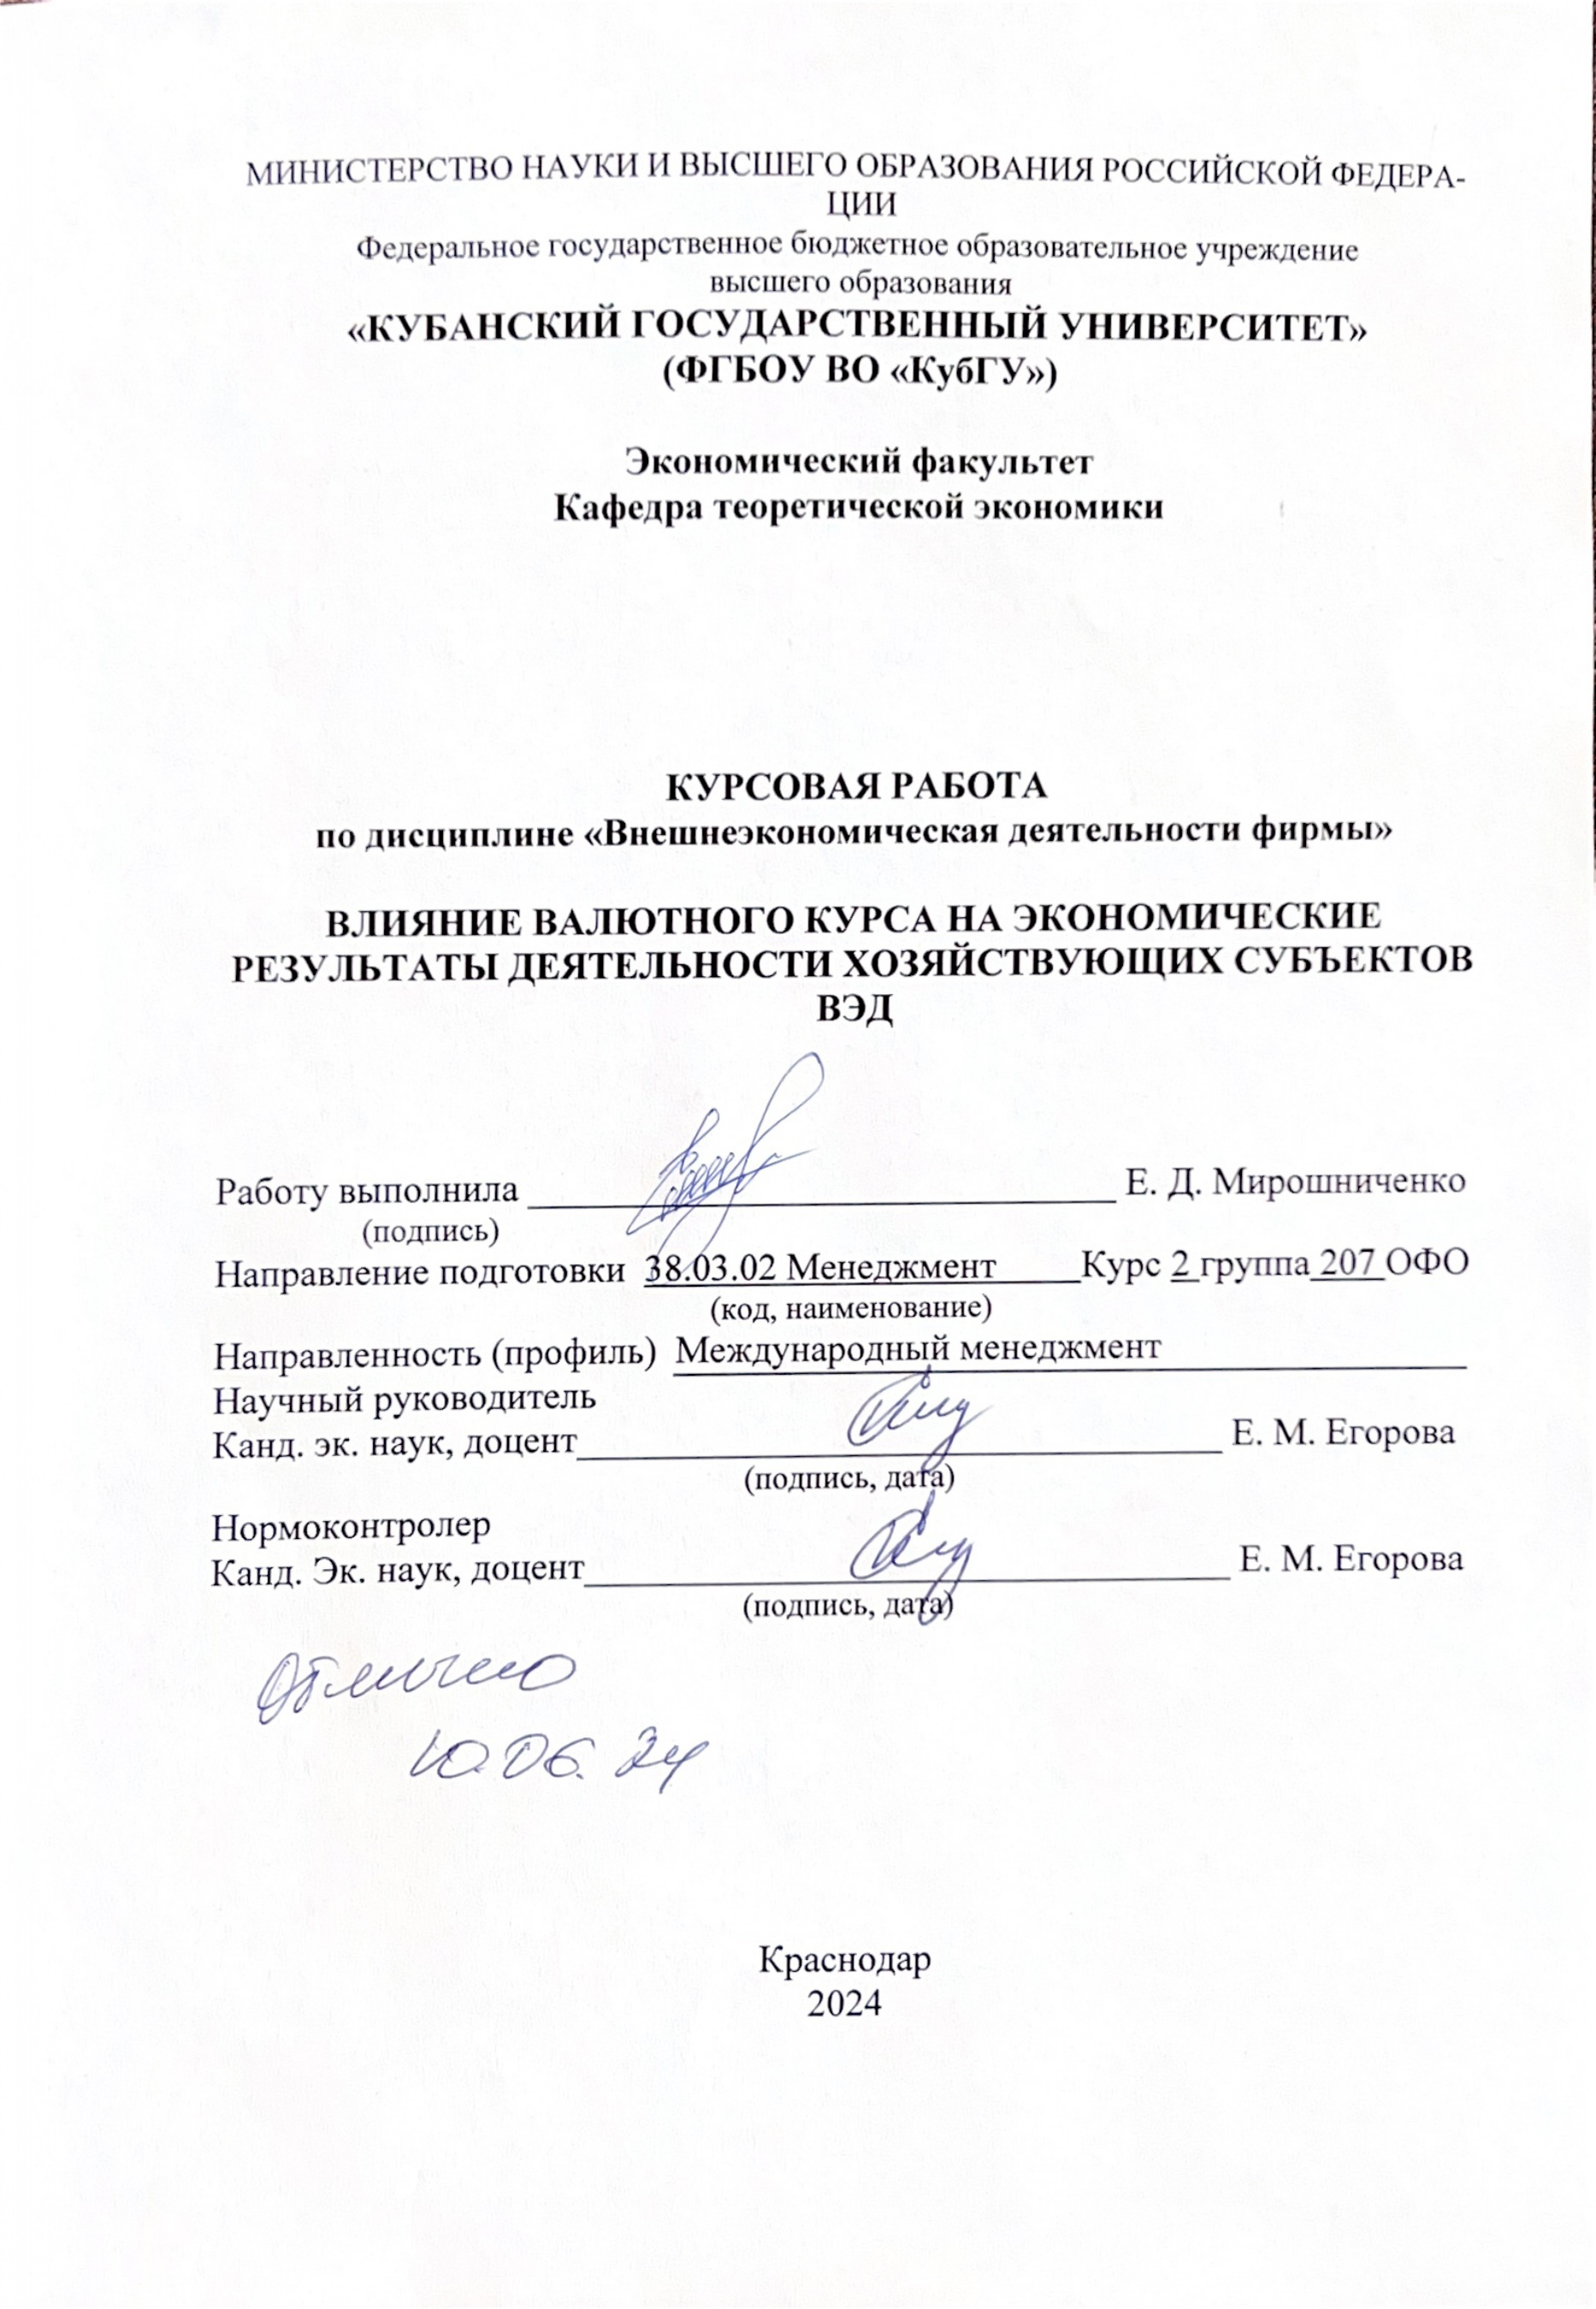 МИНИСТЕРСТВО НАУКИ И ВЫСШЕГО ОБРАЗОВАНИЯ РОССИЙСКОЙ ФЕДЕРА-
ЦИИ
Федеральное государственное бюджетное образовательное учреждение
высшего образования
«КУБАНСКИЙ ГОСУДАРСТВЕННЫЙ УНИВЕРСИТЕТ»
(ФГБОУ ВО «КубГУ»)
Экономический факультет
Кафедра теоретической экономики
КУРСОВАЯ РАБОТА
по дисциплине «Внешнеэкономическая деятельности фирмы»
ВЛИЯНИЕ ВАЛЮТНОГО КУРСА НА ЭКОНОМИЧЕСКИЕ
РЕЗУЛЬТАТЫ ДЕЯТЕЛЬНОСТИ ХОЗЯЙСТВУЮЩИХ СУБЪЕКТОВ
ВЭД
Работу выполнила Е. Д. Мирошниченко
(подпись)
Направление подготовки 38.03.02 Менеджмент Курс 2 группа 207 ОФО
(код, наименование)
Направленность (профиль) Международный менеджмент
Научный руководитель
Канд. эк. наук, доцент Е. М. Егорова
(подпись, дата)
Нормоконтролер
Канд. Эк. наук, доцент Е. М. Егорова
(подпись, дата)
Отлично
10.06.24
Краснодар
2024